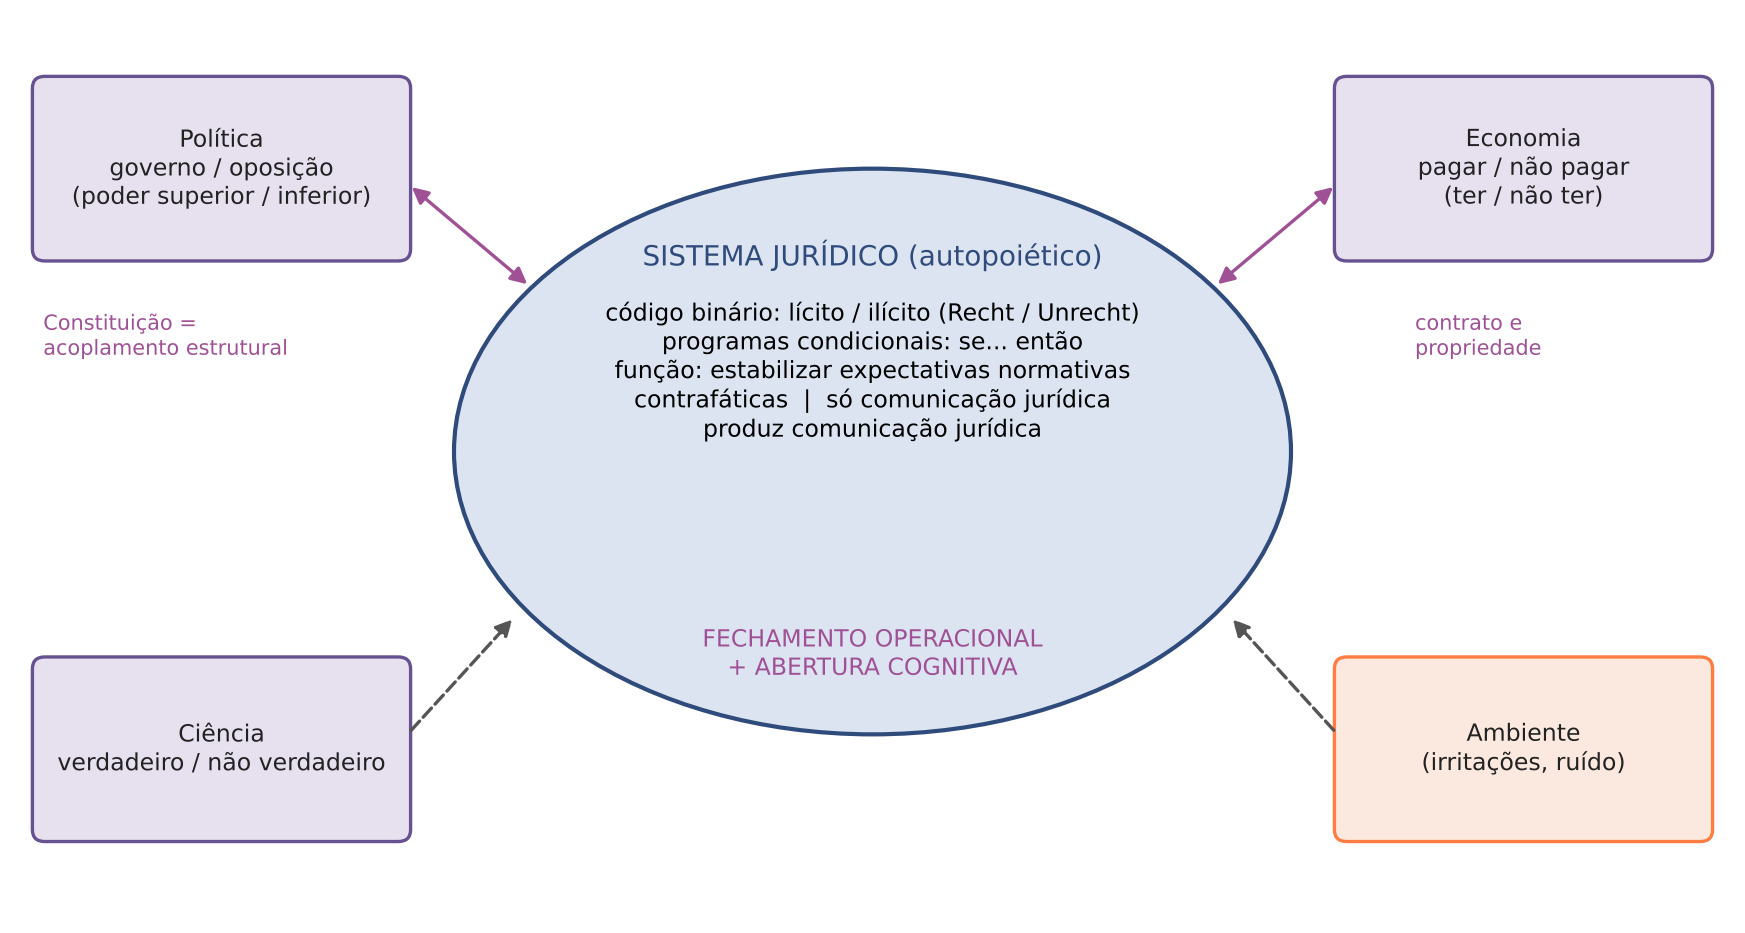 Política
governo / oposição
(poder superior / inferior)
Economia
pagar / não pagar
(ter / não ter)
SISTEMA JURÍDICO (autopoiético)
código binário: lícito / ilícito (Recht / Unrecht)
programas condicionais: se... então
função: estabilizar expectativas normativas
contrafáticas  |  só comunicação jurídica
produz comunicação jurídica
Constituição =
acoplamento estrutural
contrato e
propriedade
FECHAMENTO OPERACIONAL
+ ABERTURA COGNITIVA
Ciência
verdadeiro / não verdadeiro
Ambiente
(irritações, ruído)